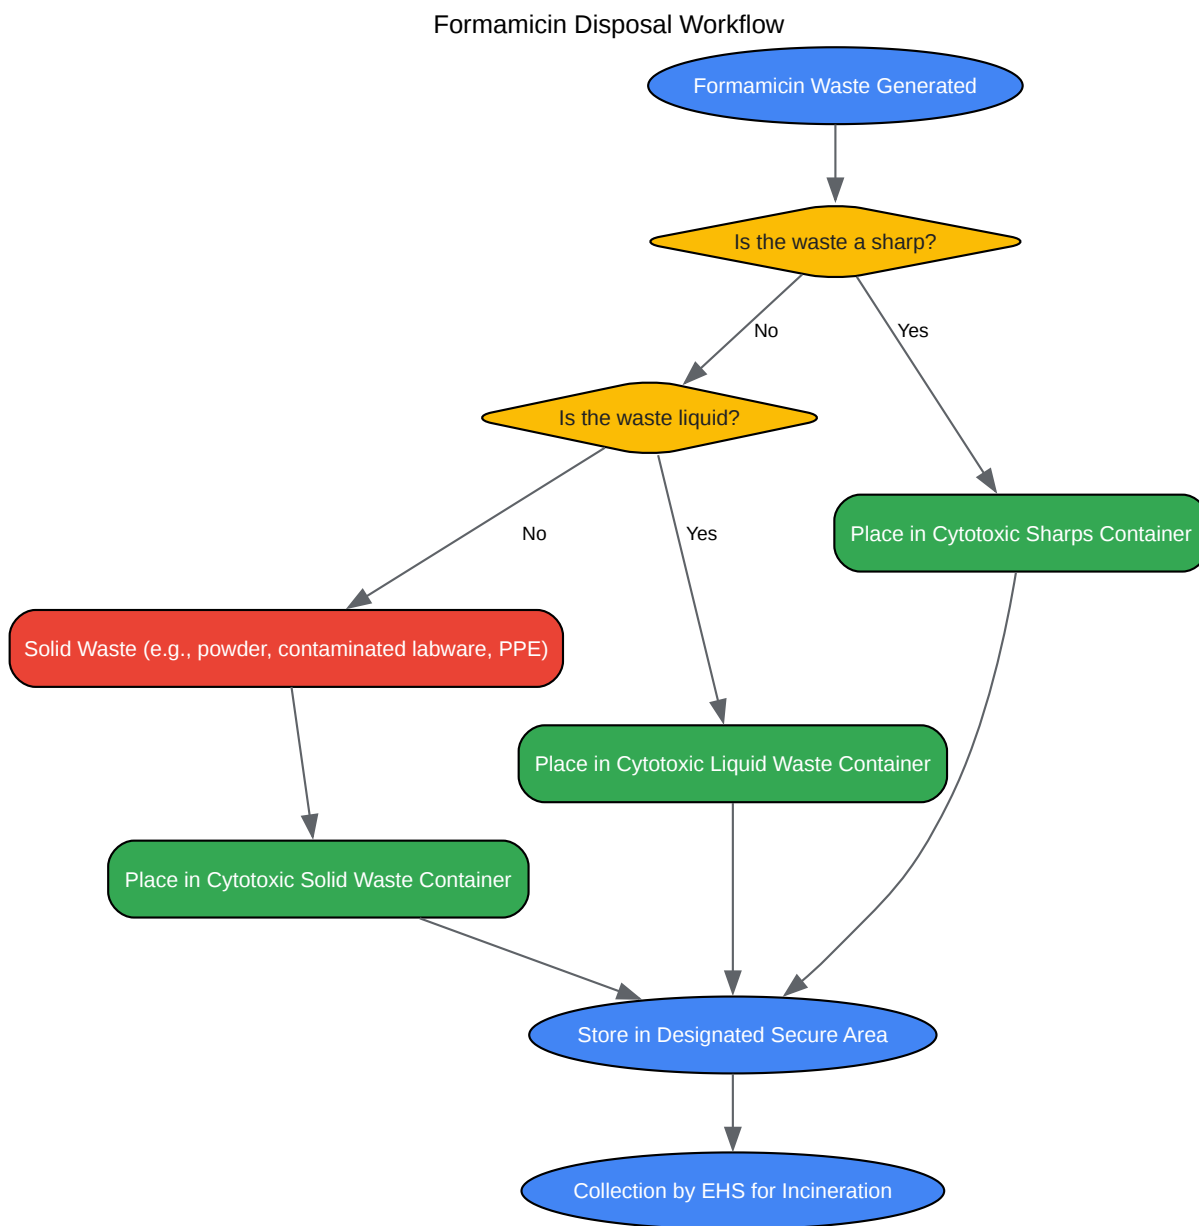 Formamicin Disposal Workflow
Formamicin Waste Generated
Is the waste a sharp?
No
Yes
Is the waste liquid?
No
Yes
Place in Cytotoxic Sharps Container
Solid Waste (e.g., powder, contaminated labware, PPE)
Place in Cytotoxic Liquid Waste Container
Place in Cytotoxic Solid Waste Container
Store in Designated Secure Area
Collection by EHS for Incineration